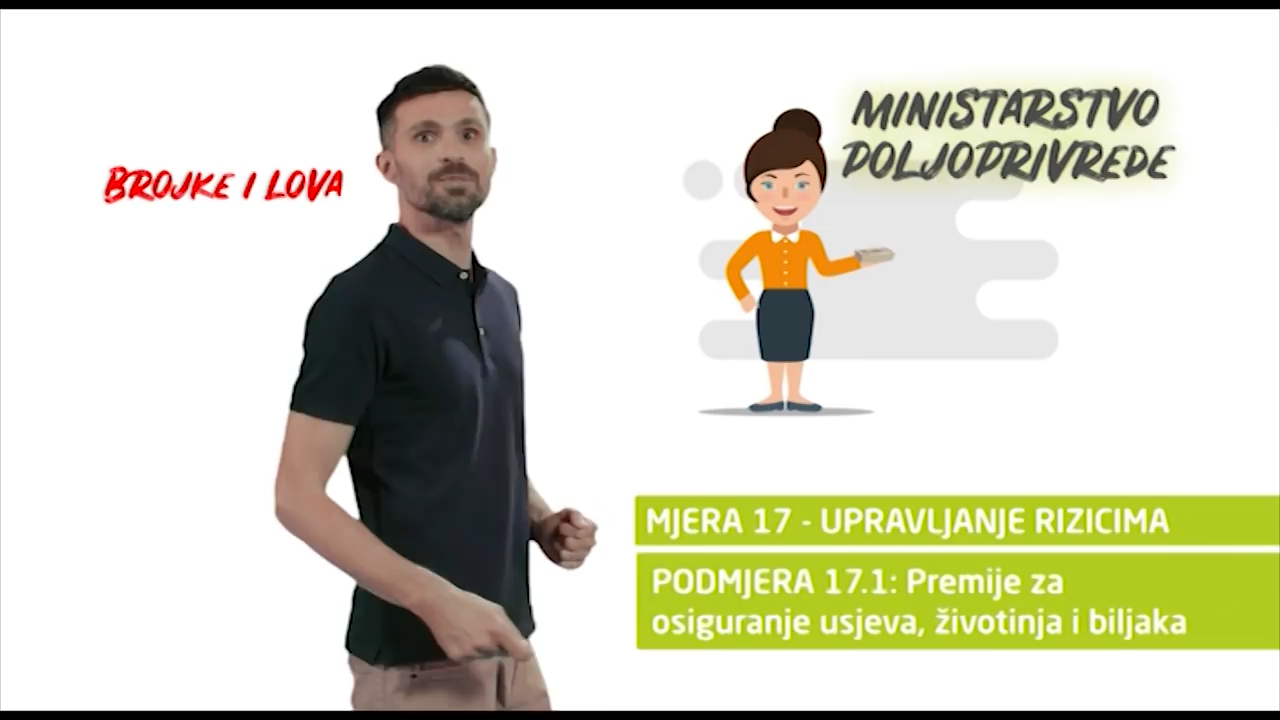 BROJKE I LOVA
MINISTARSTVO
POLJOPRIVREDE
MJERA 17 - UPRAVLJANJE RIZICIMA
PODMJERA 17.1: Premije za
osiguranje usjeva, životinja i biljaka